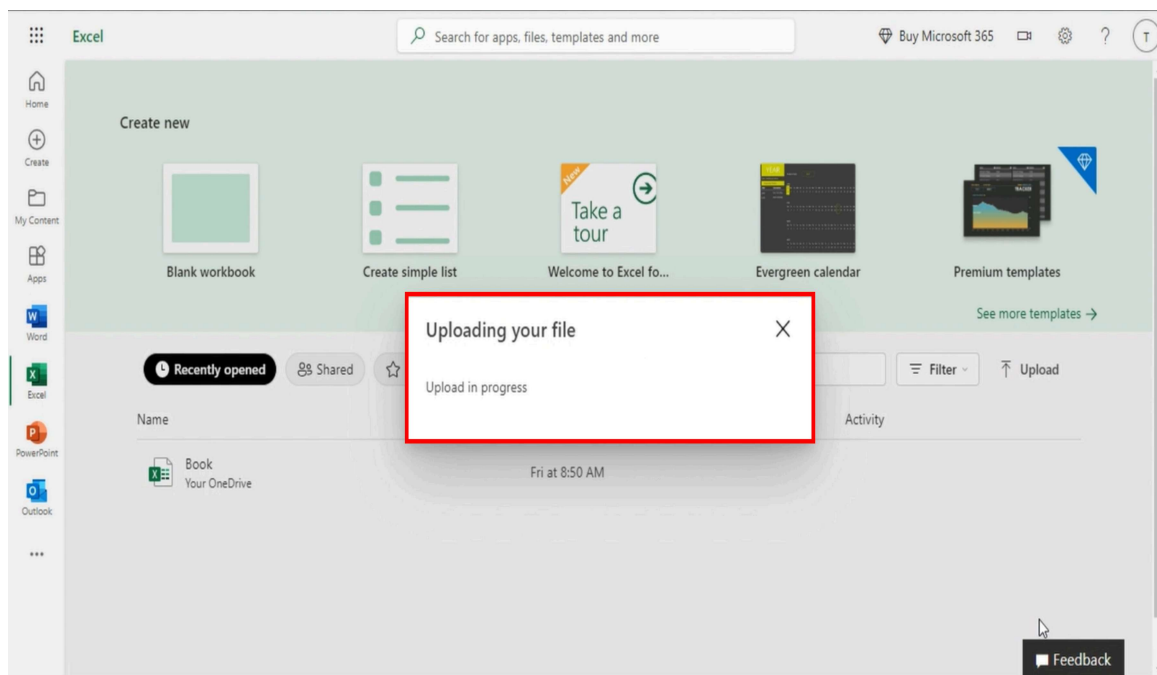 Excel
Search for apps, files, templates and more
Buy Microsoft 365
?
T
Home
Create
My Content
Apps
Word
Excel
PowerPoint
Outlook
Create new
New
Take a
tour
Blank workbook
Create simple list
Welcome to Excel fo...
Evergreen calendar
Premium templates
See more templates →
Uploading your file
Upload in progress
Recently opened
Shared
Filter
Upload
Name
Activity
Book
Your OneDrive
Fri at 8:50 AM
Feedback